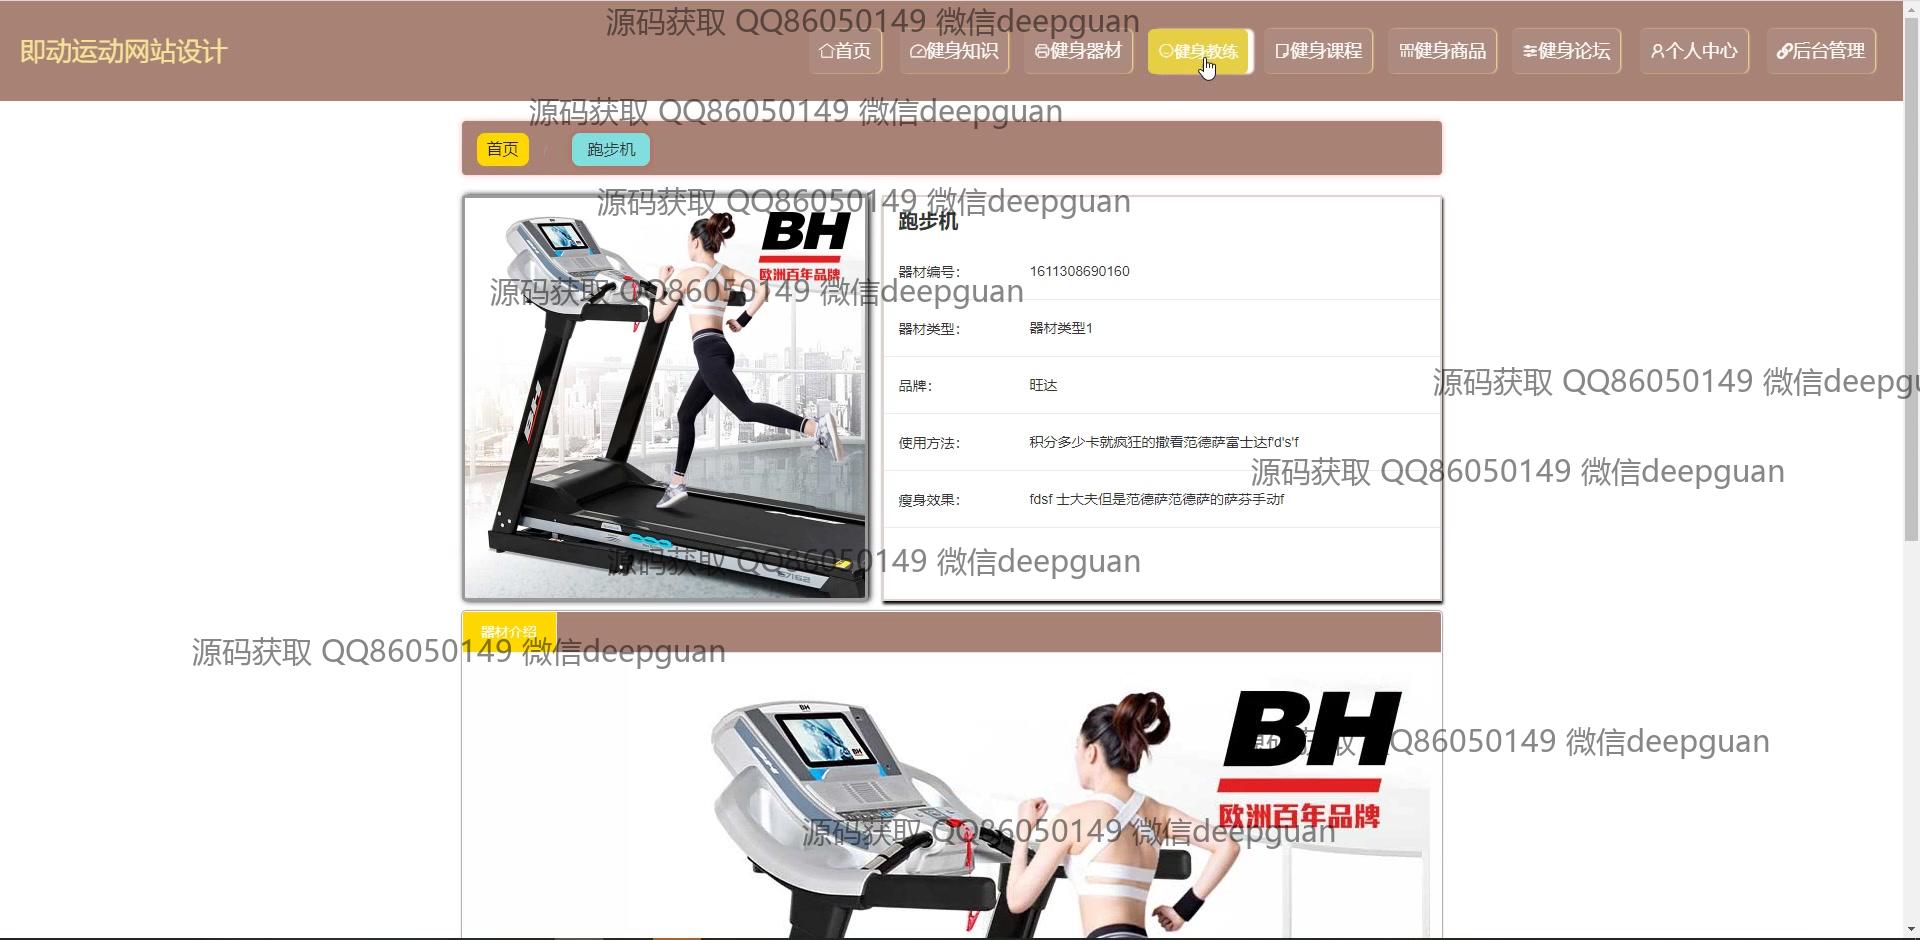 源码获取 QQ86050149 微信deepguan
即动运动网站设计
首页
健身知识
健身器材
健身教练
健身课程
健身商品
健身论坛
个人中心
后台管理
源码获取 QQ86050149 微信deepguan
首页 / 跑步机
源码获取 QQ86050149 微信deepguan
BH
欧洲百年品牌
跑步机
器材编号： 1611308690160
源码获取 QQ86050149 微信deepguan
器材类型： 器材类型1
品牌： 旺达
源码获取 QQ86050149 微信deepgu
使用方法： 积分多少卡就疯狂的撒看范德萨富士达f'd's'f
源码获取 QQ86050149 微信deepguan
瘦身效果： fdsf 士大夫但是范德萨范德萨的萨芬手动f
源码获取 QQ86050149 微信deepguan
器材介绍
源码获取 QQ86050149 微信deepguan
BH
源码获取 QQ86050149 微信deepguan
欧洲百年品牌
源码获取 QQ86050149 微信deepguan